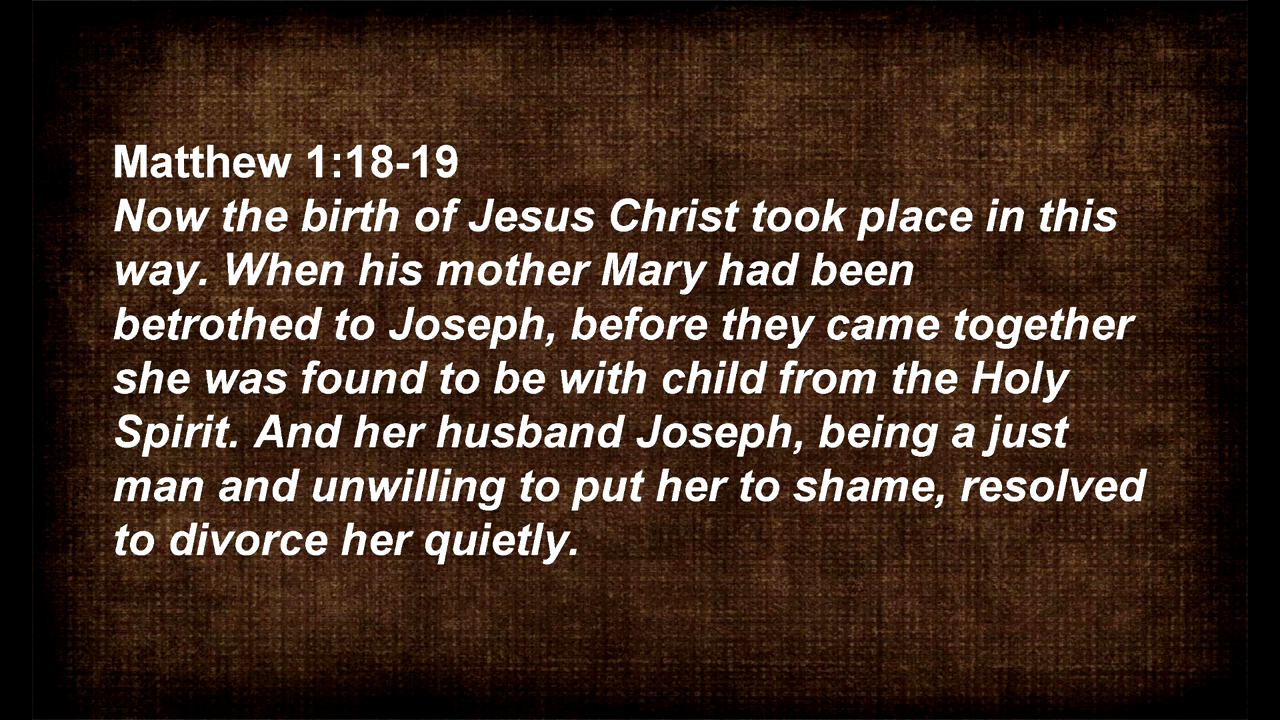 Matthew 1:18-19
Now the birth of Jesus Christ took place in this
way. When his mother Mary had been
betrothed to Joseph, before they came together
she was found to be with child from the Holy
Spirit. And her husband Joseph, being a just
man and unwilling to put her to shame, resolved
to divorce her quietly.